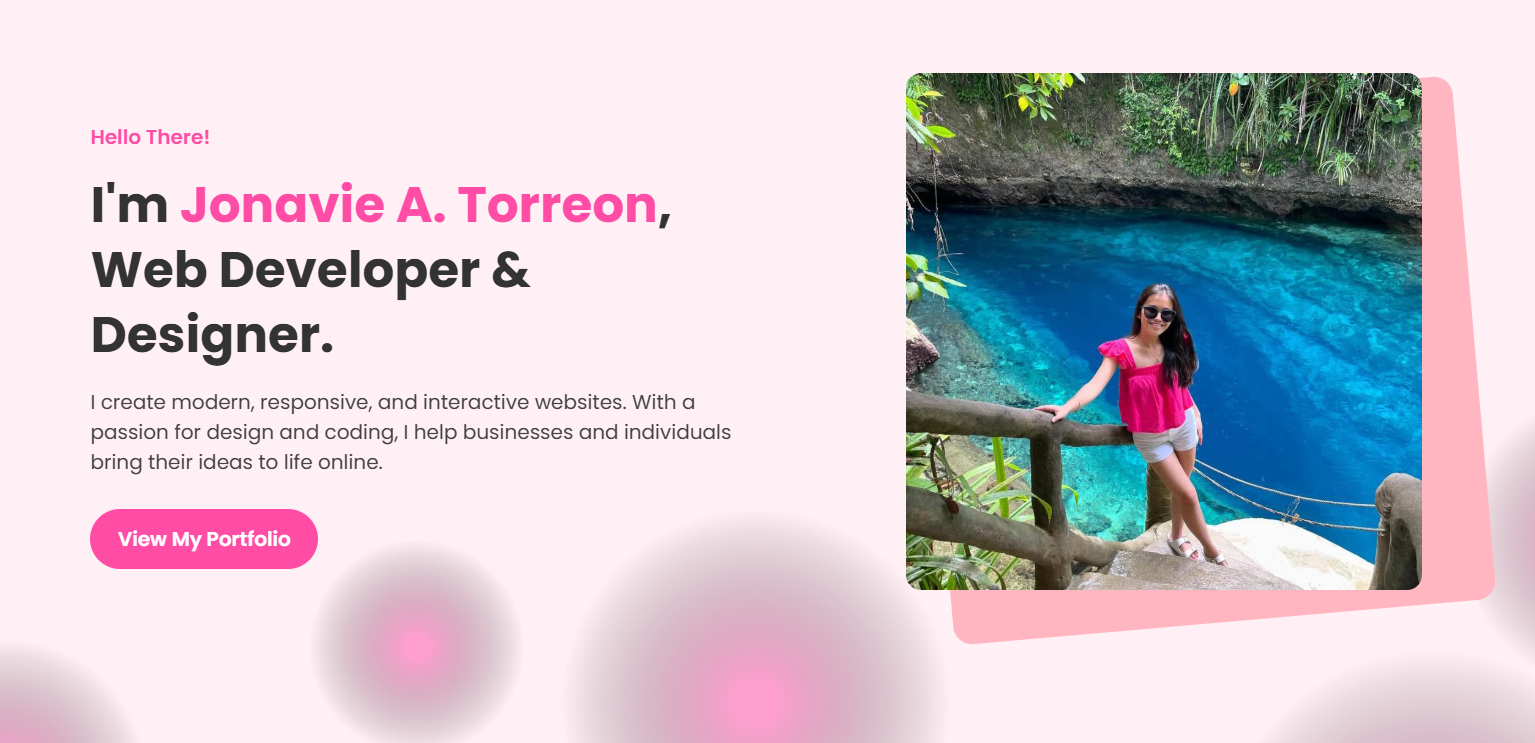 Hello There!
I'm Jonavie A. Torreon,
Web Developer &
Designer.
I create modern, responsive, and interactive websites. With a
passion for design and coding, I help businesses and individuals
bring their ideas to life online.
View My Portfolio